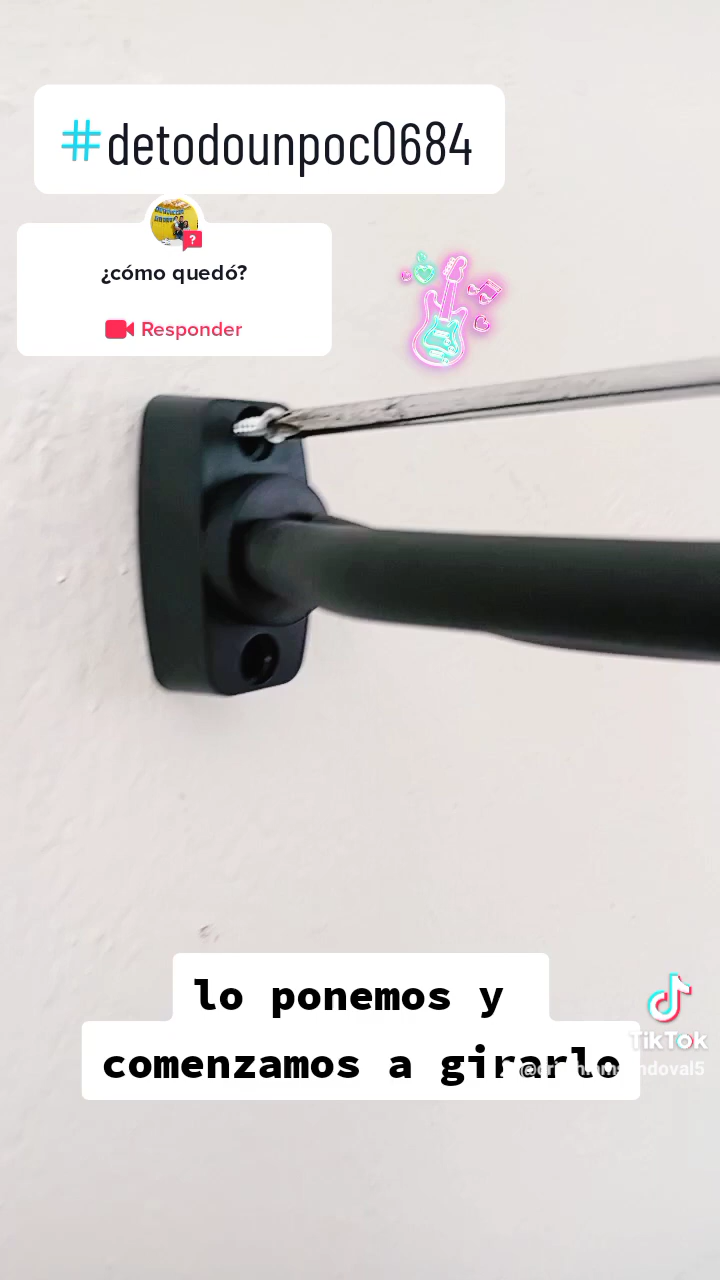 #detodounpoc0684
¿cómo quedó?
Responder
lo ponemos y
comenzamos a girarlo
TikTok